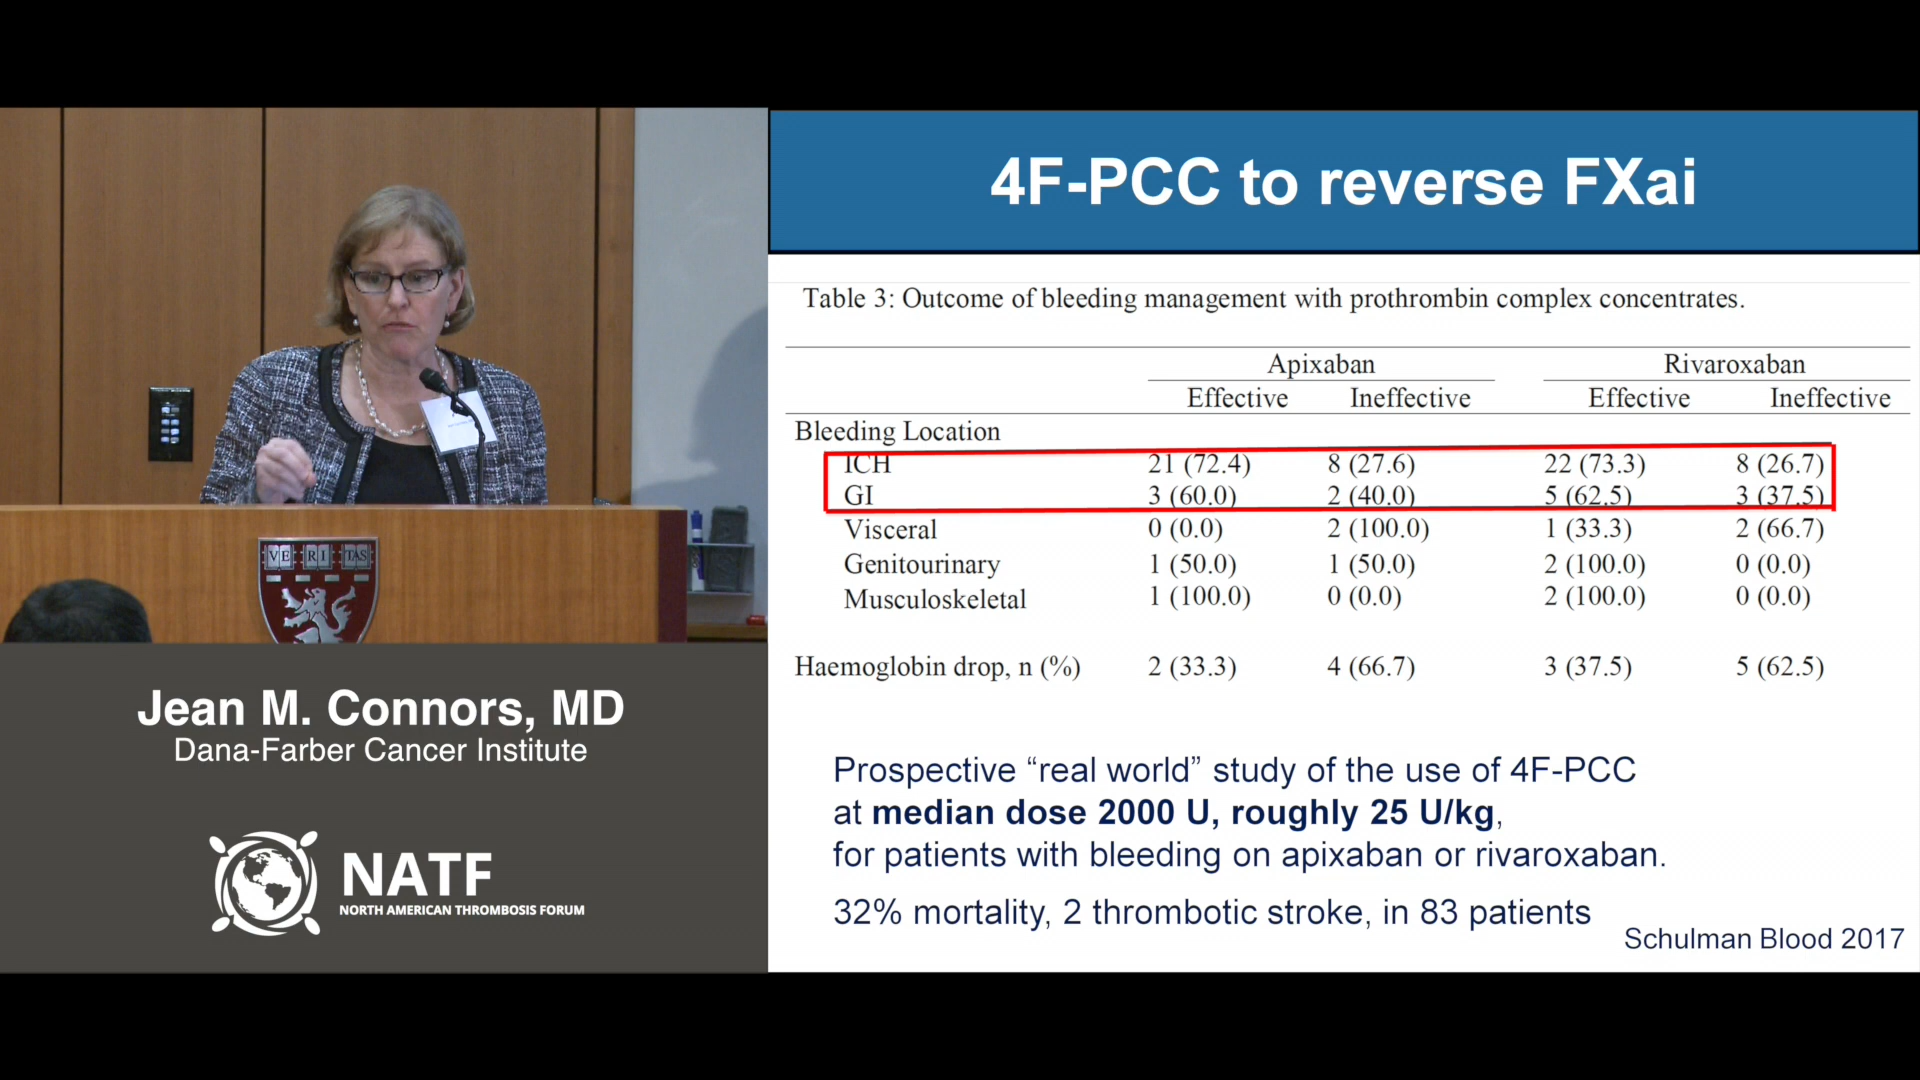 VE RI TAS
Jean M. Connors, MD
Dana-Farber Cancer Institute
NATF
NORTH AMERICAN THROMBOSIS FORUM
4F-PCC to reverse FXai
Table 3: Outcome of bleeding management with prothrombin complex concentrates.
Apixaban Rivaroxaban
Effective Ineffective Effective Ineffective
Bleeding Location
ICH 21 (72.4) 8 (27.6) 22 (73.3) 8 (26.7)
GI 3 (60.0) 2 (40.0) 5 (62.5) 3 (37.5)
Visceral 0 (0.0) 2 (100.0) 1 (33.3) 2 (66.7)
Genitourinary 1 (50.0) 1 (50.0) 2 (100.0) 0 (0.0)
Musculoskeletal 1 (100.0) 0 (0.0) 2 (100.0) 0 (0.0)
Haemoglobin drop, n (%) 2 (33.3) 4 (66.7) 3 (37.5) 5 (62.5)
Prospective “real world” study of the use of 4F-PCC
at median dose 2000 U, roughly 25 U/kg,
for patients with bleeding on apixaban or rivaroxaban.
32% mortality, 2 thrombotic stroke, in 83 patients
Schulman Blood 2017